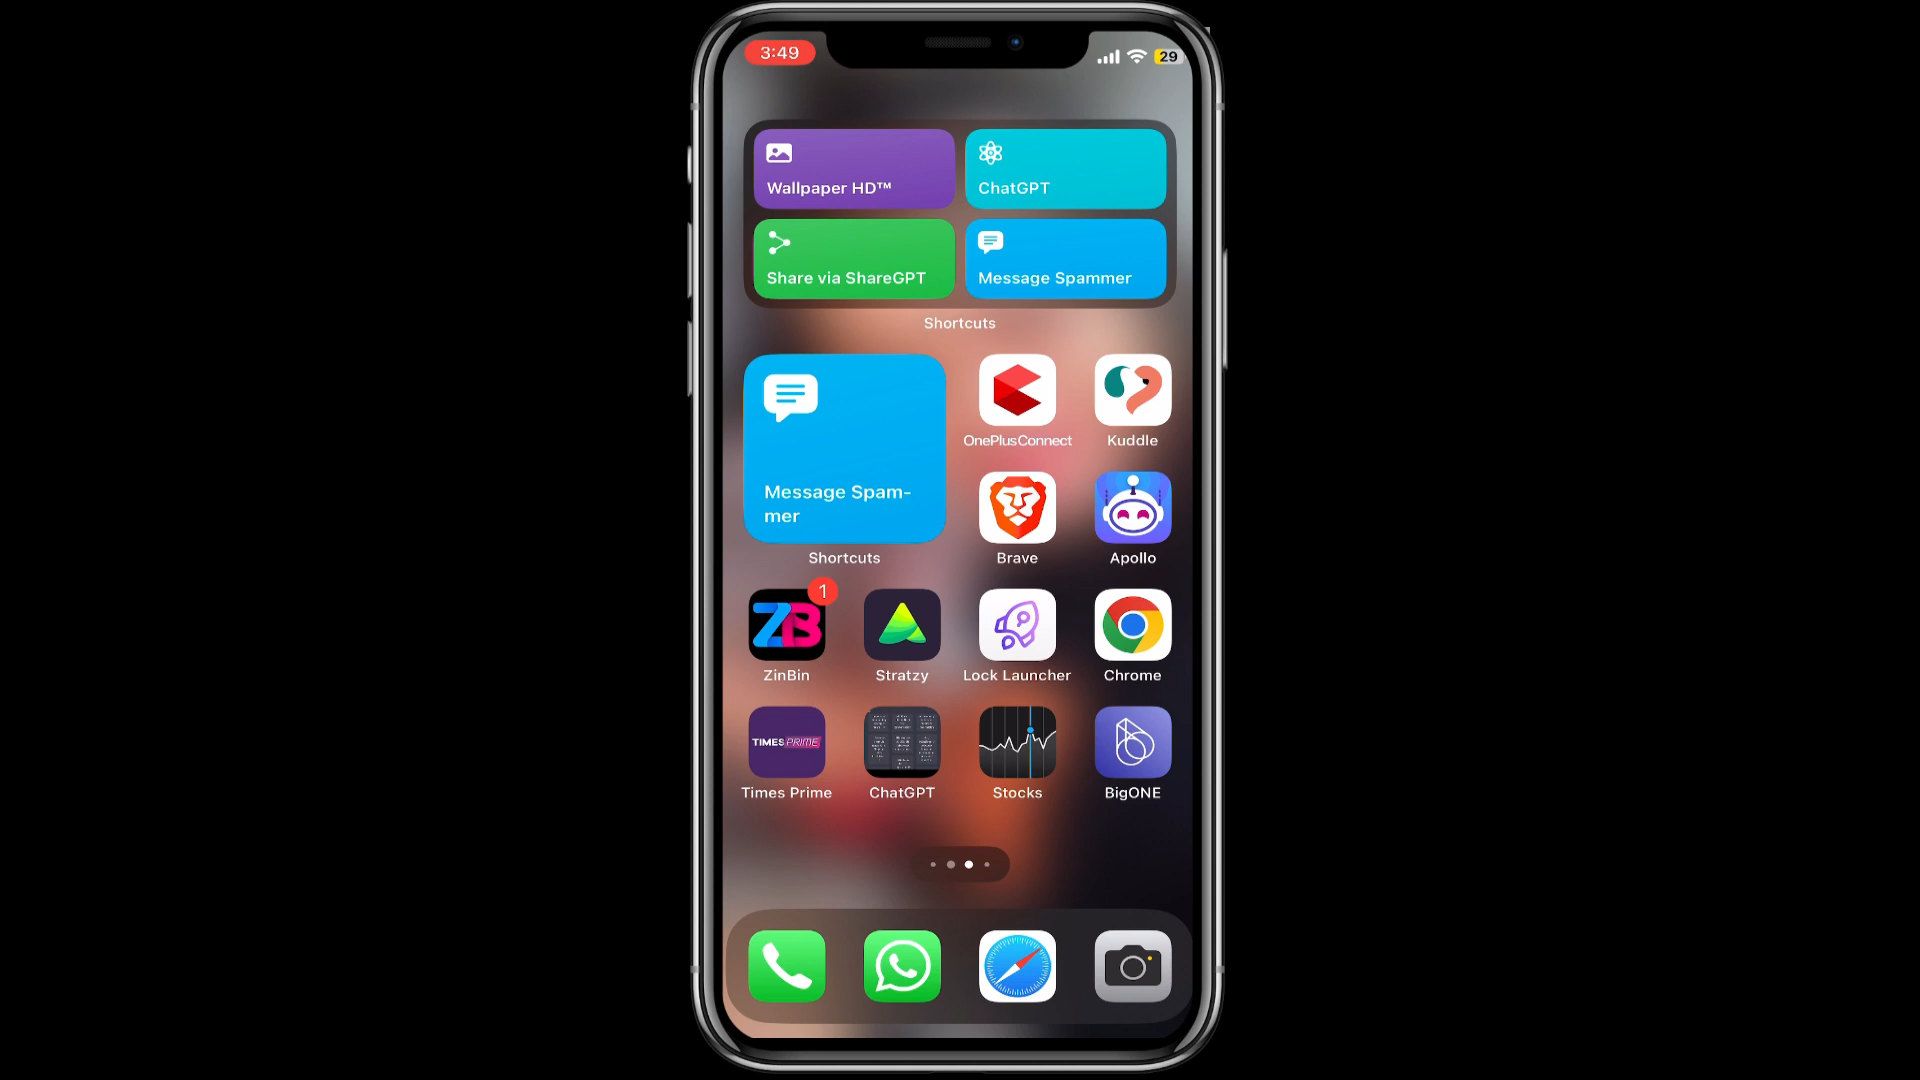 3:49
29
Wallpaper HD™
ChatGPT
Share via ShareGPT
Message Spammer
Shortcuts
Message Spam-
mer
Shortcuts
OnePlusConnect
Kuddle
Brave
Apollo
ZB
1
ZinBin
Stratzy
Lock Launcher
Chrome
TIMES PRIME
Times Prime
ChatGPT
Stocks
BigONE